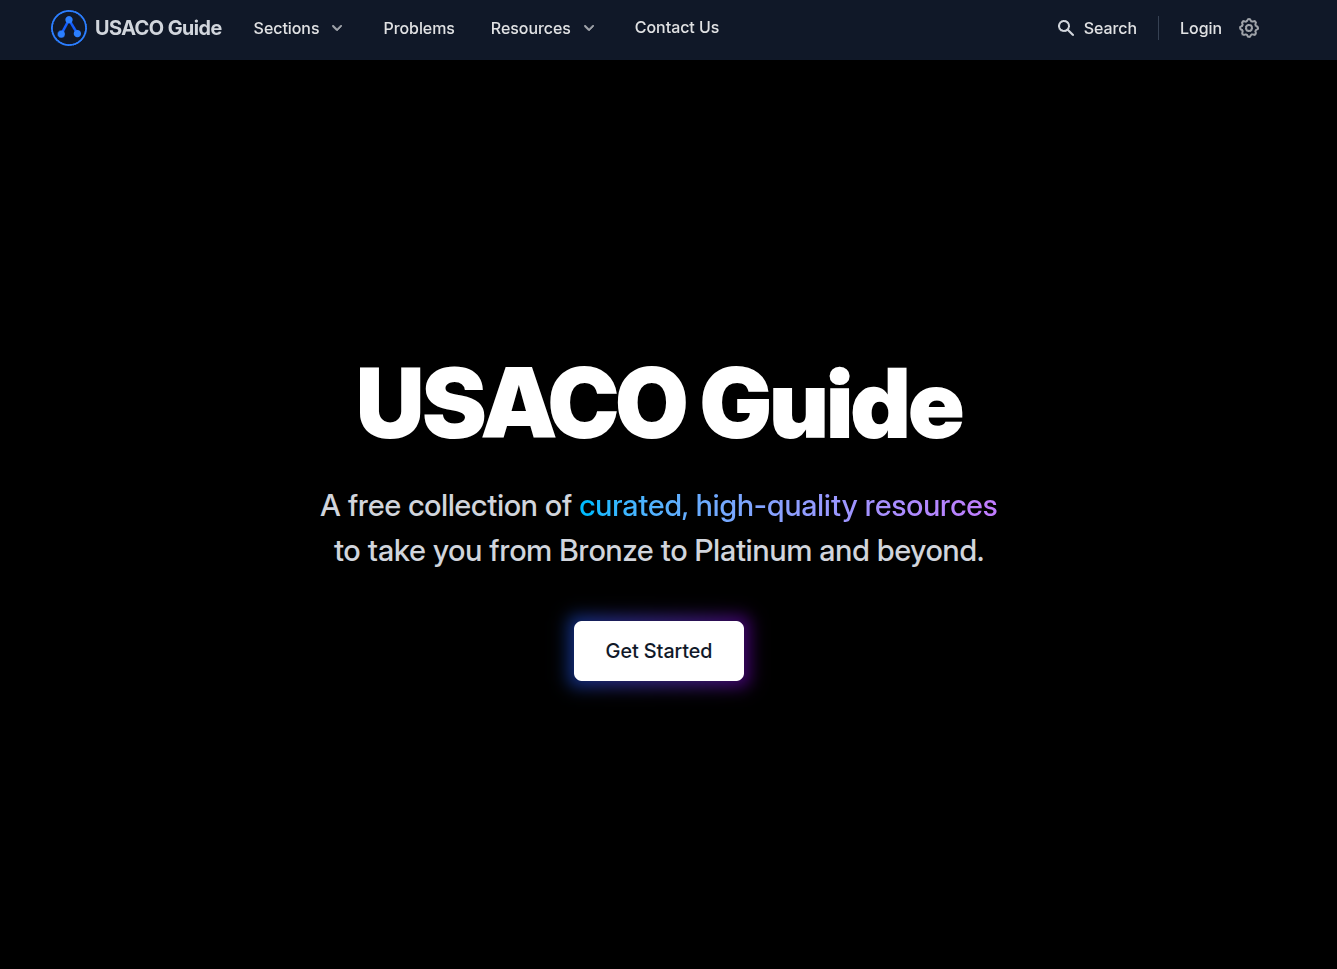 USACO Guide
Sections
Problems
Resources
Contact Us
Search
Login
USACO Guide
A free collection of curated, high-quality resources
to take you from Bronze to Platinum and beyond.
Get Started